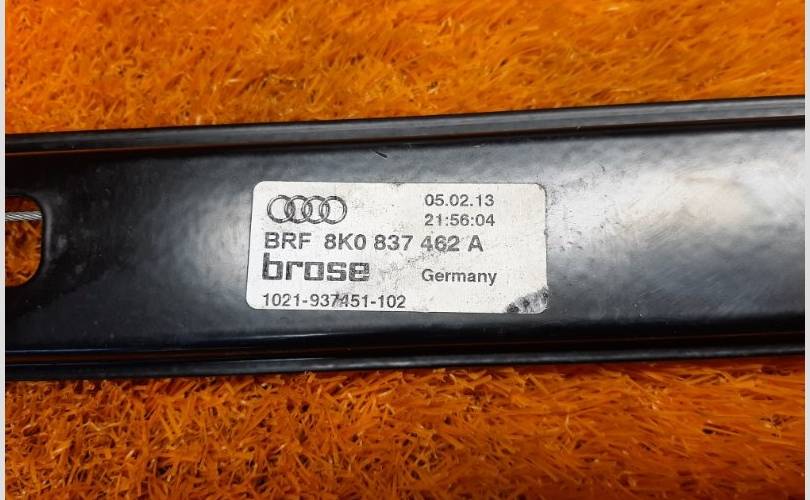 05.02.13
21:56:04
BRF 8K0 837 462 A
brose Germany
1021-937451-102